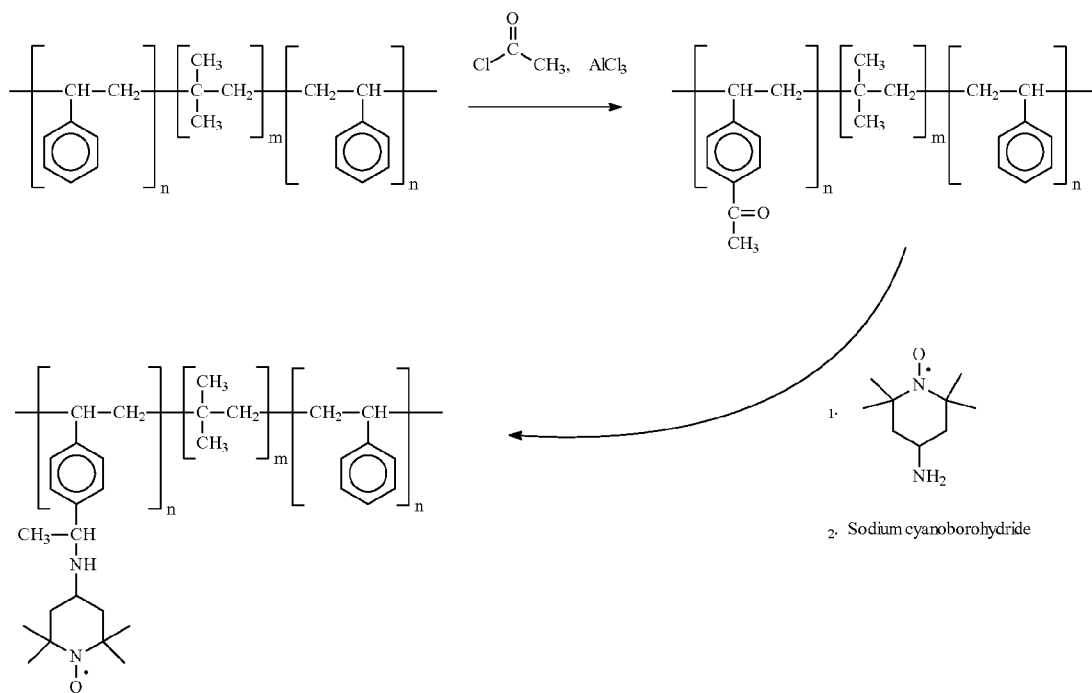 O
Cl C CH₃, AlCl₃
CH₃
CH CH₂ C CH₂ CH₂ CH
CH₃
n m n
CH₃
CH CH₂ C CH₂ CH₂ CH
CH₃
n m n
C=O
CH₃
CH₃
CH CH₂ C CH₂ CH₂ CH
CH₃
n m n
CH₃ CH
NH
N
O·
O·
N
1.
NH₂
2. Sodium cyanoborohydride